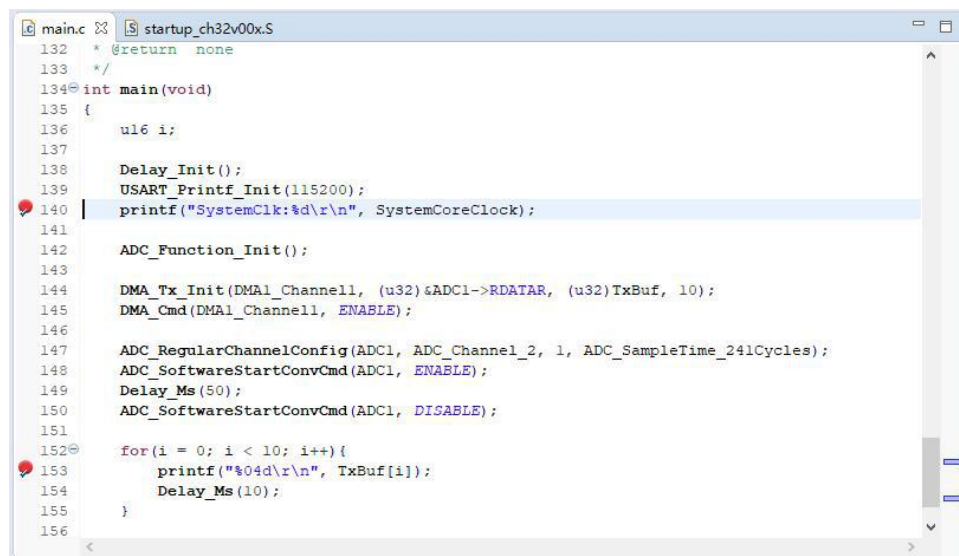 main.c startup_ch32v00x.S
132 * @return none
133 */
134 int main(void)
135 {
136 u16 i;
137
138 Delay_Init();
139 USART_Printf_Init(115200);
140 printf("SystemClk:%d\r\n", SystemCoreClock);
141
142 ADC_Function_Init();
143
144 DMA_Tx_Init(DMA1_Channel1, (u32)&ADC1->RDATAR, (u32)TxBuf, 10);
145 DMA_Cmd(DMA1_Channel1, ENABLE);
146
147 ADC_RegularChannelConfig(ADC1, ADC_Channel_2, 1, ADC_SampleTime_241Cycles);
148 ADC_SoftwareStartConvCmd(ADC1, ENABLE);
149 Delay_Ms(50);
150 ADC_SoftwareStartConvCmd(ADC1, DISABLE);
151
152 for(i = 0; i < 10; i++){
153 printf("%04d\r\n", TxBuf[i]);
154 Delay_Ms(10);
155 }
156